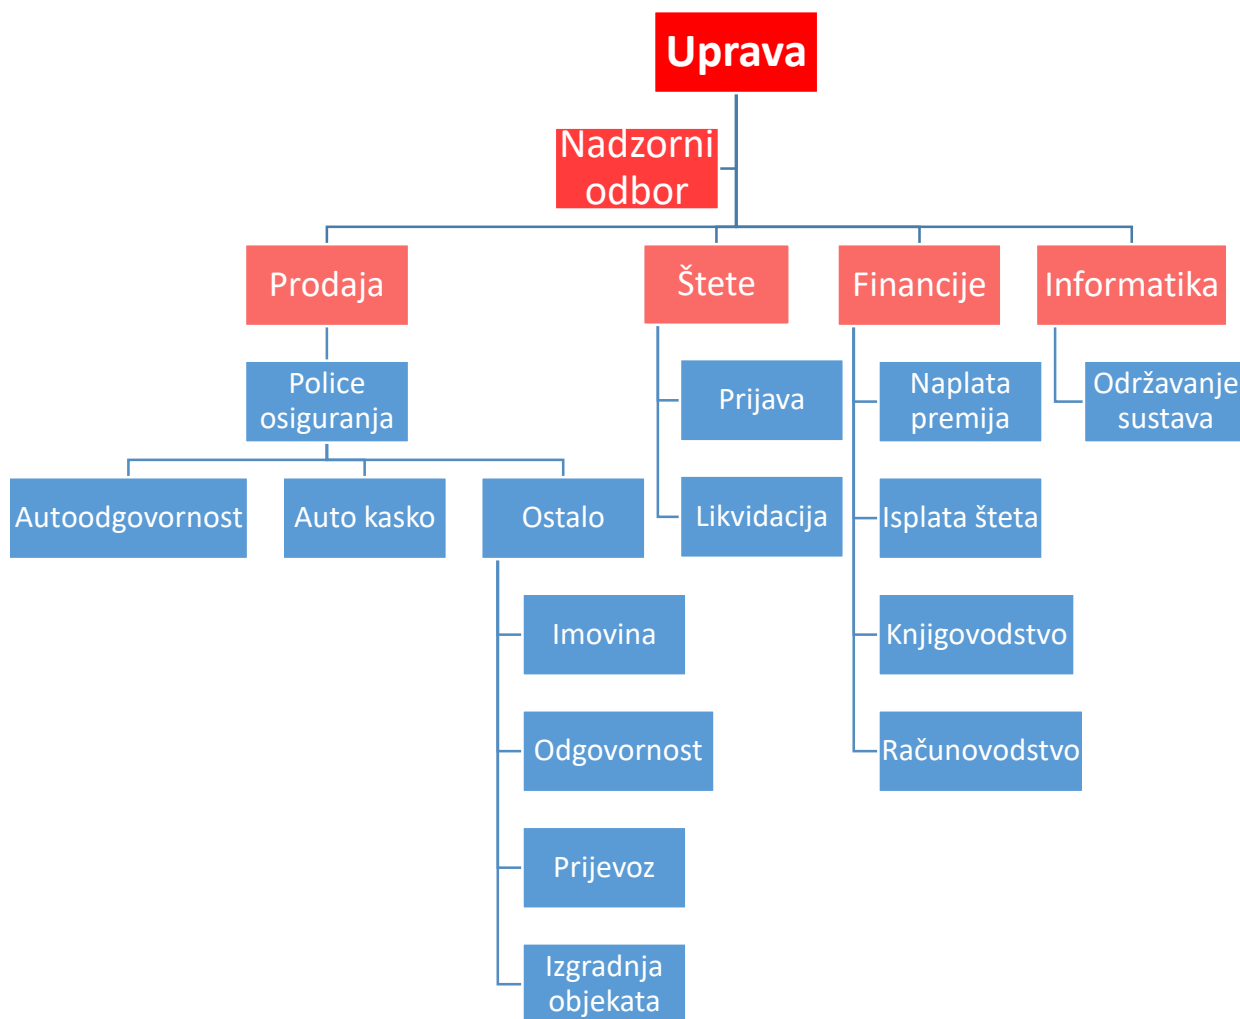 Uprava
Nadzorni
odbor
Prodaja
Štete
Financije
Informatika
Police
osiguranja
Prijava
Naplata
premija
Održavanje
sustava
Autoodgovornost
Auto kasko
Ostalo
Likvidacija
Isplata šteta
Imovina
Knjigovodstvo
Odgovornost
Računovodstvo
Prijevoz
Izgradnja
objekata